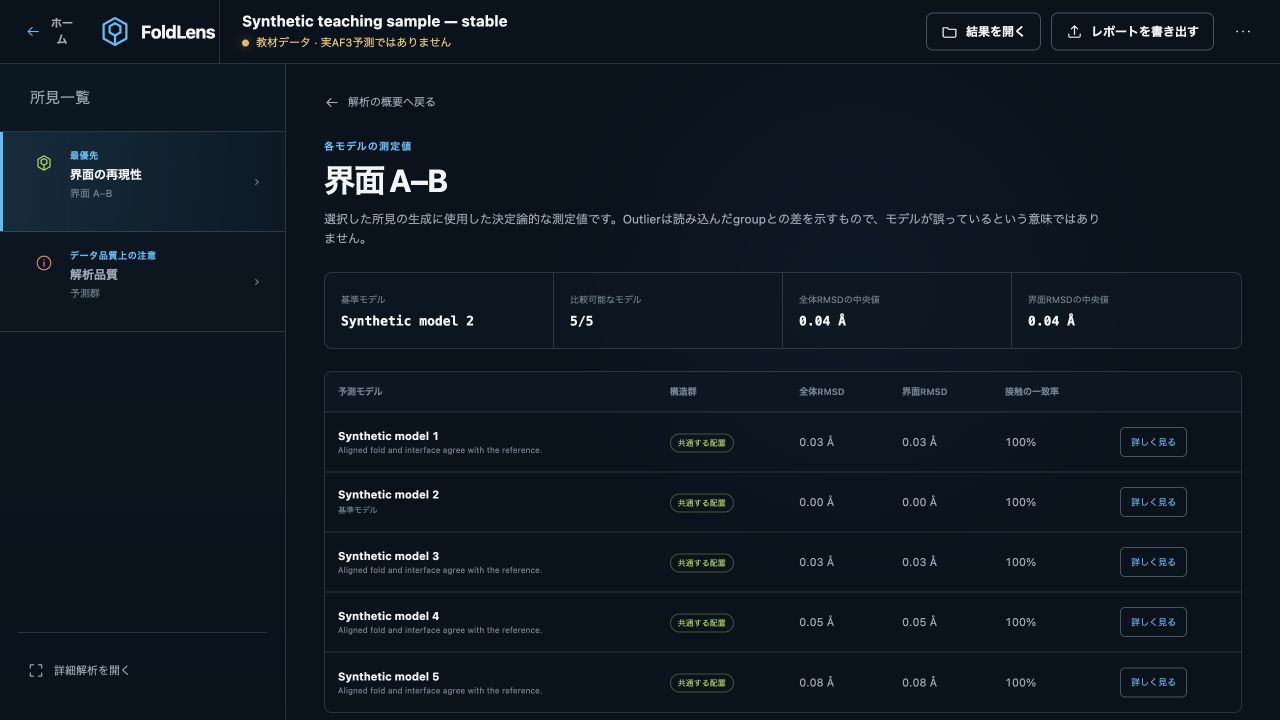 ホー
ム
FoldLens
Synthetic teaching sample — stable
教材データ · 実AF3予測ではありません
結果を開く
レポートを書き出す
所見一覧
最優先
界面の再現性
界面 A–B
データ品質上の注意
解析品質
予測群
詳細解析を開く
解析の概要へ戻る
各モデルの測定値
界面 A–B
選択した所見の生成に使用した決定論的な測定値です。Outlierは読み込んだgroupとの差を示すもので、モデルが誤っているという意味ではあり
ません。
基準モデル
Synthetic model 2
比較可能なモデル
5/5
全体RMSDの中央値
0.04 Å
界面RMSDの中央値
0.04 Å
予測モデル 構造群 全体RMSD 界面RMSD 接触の一致率
Synthetic model 1
Aligned fold and interface agree with the reference.
共通する配置 0.03 Å 0.03 Å 100% 詳しく見る
Synthetic model 2
基準モデル
共通する配置 0.00 Å 0.00 Å 100% 詳しく見る
Synthetic model 3
Aligned fold and interface agree with the reference.
共通する配置 0.03 Å 0.03 Å 100% 詳しく見る
Synthetic model 4
Aligned fold and interface agree with the reference.
共通する配置 0.05 Å 0.05 Å 100% 詳しく見る
Synthetic model 5
Aligned fold and interface agree with the reference.
共通する配置 0.08 Å 0.08 Å 100% 詳しく見る